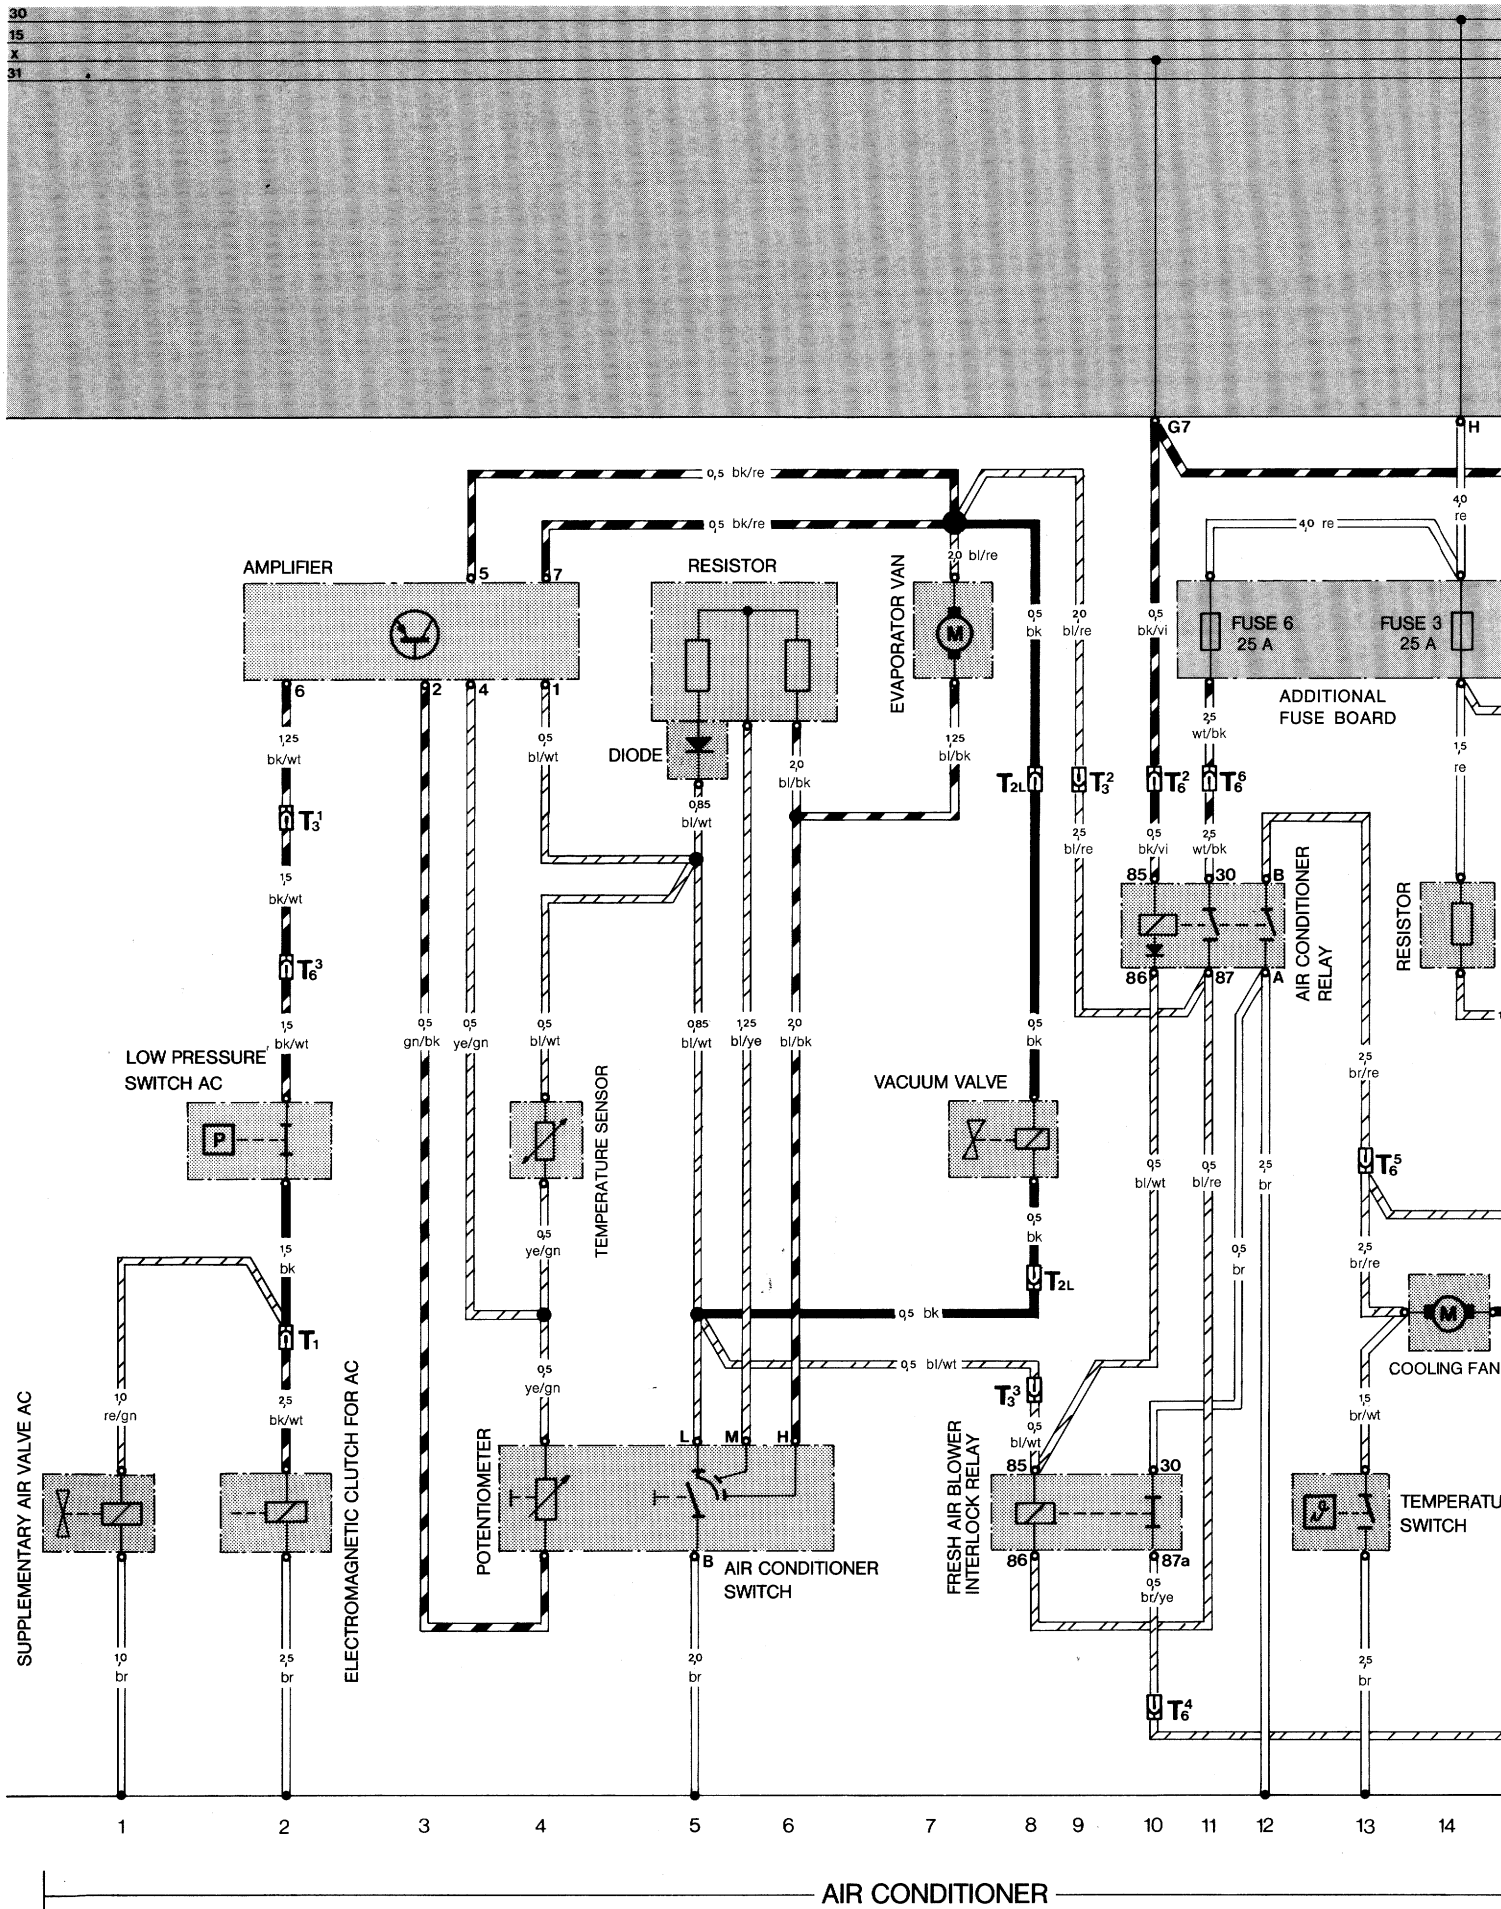 30
15
X
31
G7
H
0,5 bk/re
0,5 bk/re
4,0 re
4,0
re
2,0 bl/re
AMPLIFIER
5
7
RESISTOR
EVAPORATOR VAN
M
0,5
bk
2,0
bl/re
0,5
bk/vi
FUSE 6
25 A
FUSE 3
25 A
ADDITIONAL
FUSE BOARD
6
2
4
1
1,25
bk/wt
0,5
bl/wt
DIODE
2,0
bl/bk
1,25
bl/bk
2,5
wt/bk
1,5
re
T2L
T3 2
T6 2
T6 6
0,85
bl/wt
T3 1
2,5
bl/re
0,5
bk/vi
2,5
wt/bk
1,5
bk/wt
85
30
B
AIR CONDITIONER
RELAY
RESISTOR
T6 3
86
87
A
1,5
bk/wt
0,5
gn/bk
0,5
ye/gn
0,5
bl/wt
0,85
bl/wt
1,25
bl/ye
2,0
bl/bk
0,5
bk
2,5
br/re
LOW PRESSURE
SWITCH AC
P
TEMPERATURE SENSOR
VACUUM VALVE
0,5
bl/wt
0,5
bl/re
2,5
br
T6 5
0,5
ye/gn
0,5
bk
1,5
bk
0,5
br
2,5
br/re
T2L
0,5 bk
T1
M
COOLING FAN
0,5 bl/wt
0,5
ye/gn
T3 3
1,0
re/gn
2,5
bk/wt
1,5
br/wt
0,5
bl/wt
L
M
H
SUPPLEMENTARY AIR VALVE AC
ELECTROMAGNETIC CLUTCH FOR AC
POTENTIOMETER
FRESH AIR BLOWER
INTERLOCK RELAY
85
30
TEMPERATU
SWITCH
B
AIR CONDITIONER
SWITCH
86
87a
0,5
br/ye
1,0
br
2,5
br
2,0
br
2,5
br
T6 4
1
2
3
4
5
6
7
8
9
10
11
12
13
14
AIR CONDITIONER